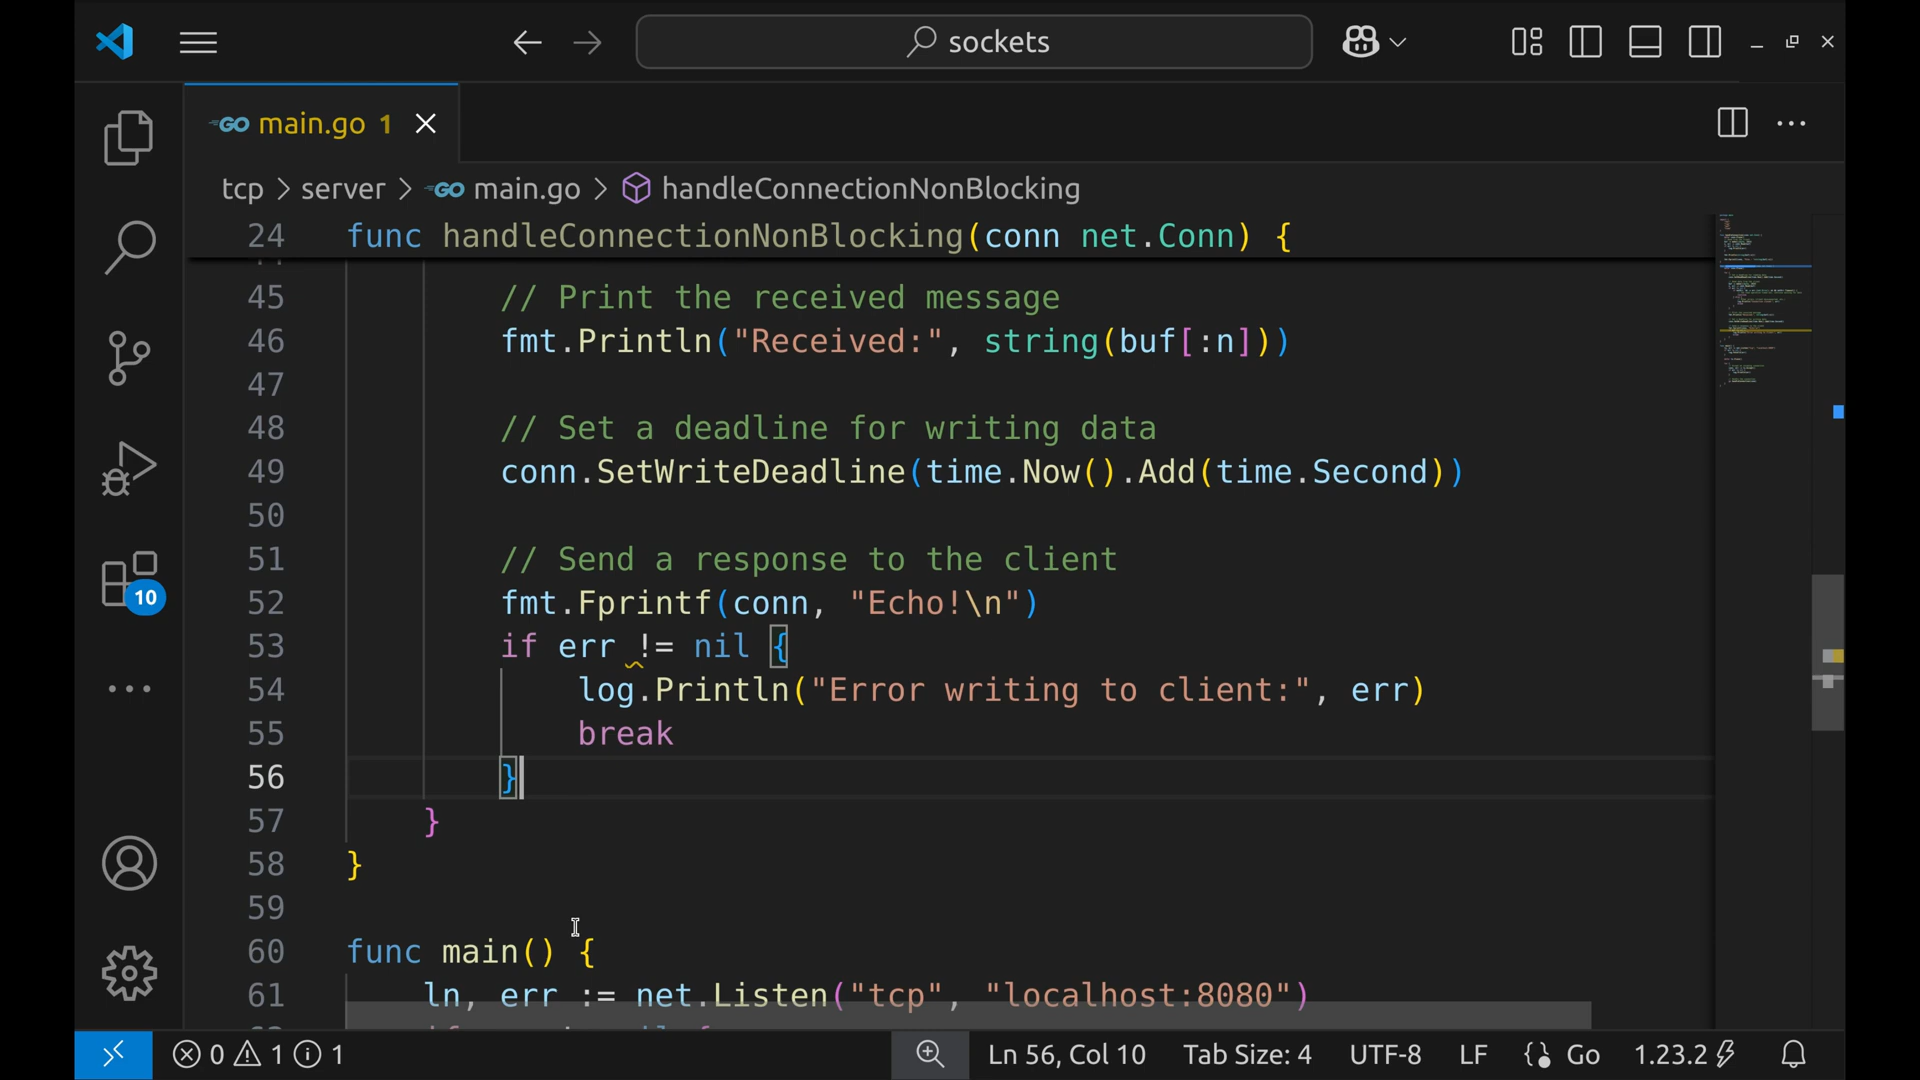 sockets
GO main.go 1
tcp > server > GO main.go > handleConnectionNonBlocking
24 func handleConnectionNonBlocking(conn net.Conn) {
45 // Print the received message
46 fmt.Println("Received:", string(buf[:n]))
47
48 // Set a deadline for writing data
49 conn.SetWriteDeadline(time.Now().Add(time.Second))
50
51 // Send a response to the client
52 fmt.Fprintf(conn, "Echo!\n")
53 if err != nil {
54 log.Println("Error writing to client:", err)
55 break
56 }
57 }
58 }
59
60 func main() {
61 ln, err := net.Listen("tcp", "localhost:8080")
10
0 1 1
Ln 56, Col 10 Tab Size: 4 UTF-8 LF Go 1.23.2